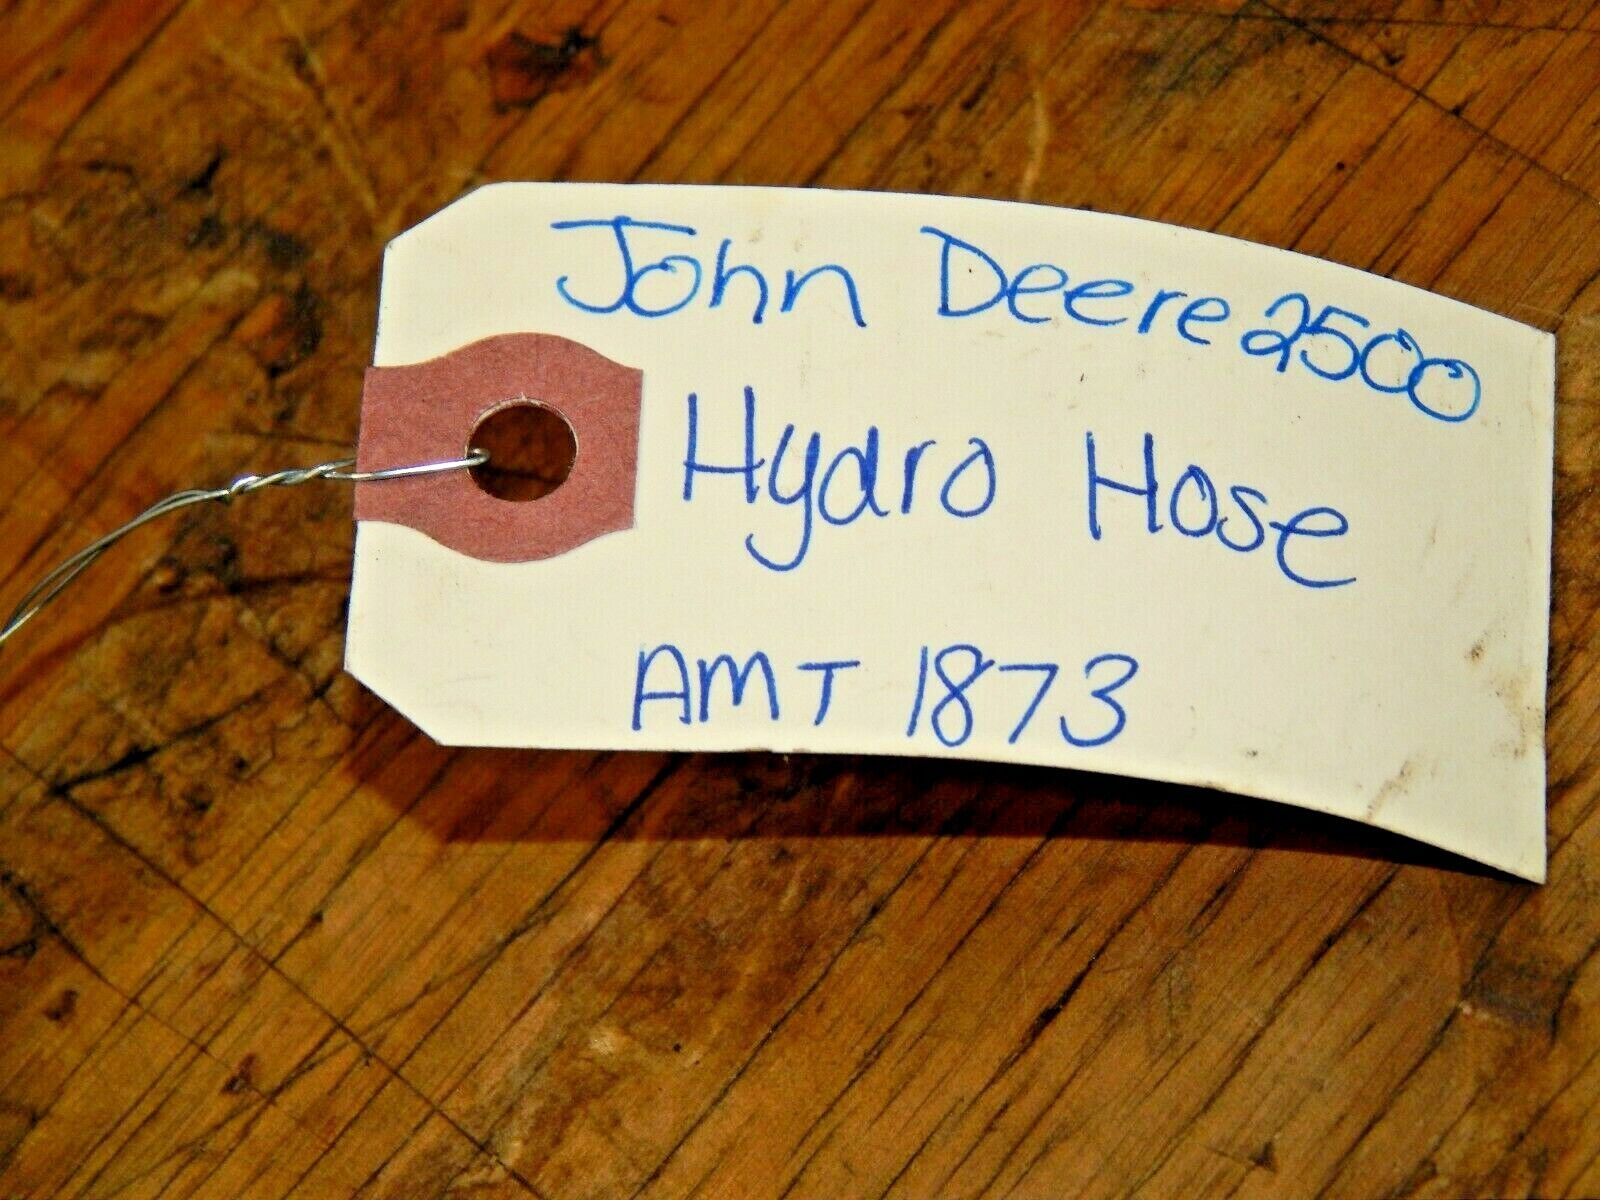 John Deere 2500
Hydro Hose
AMT 1873